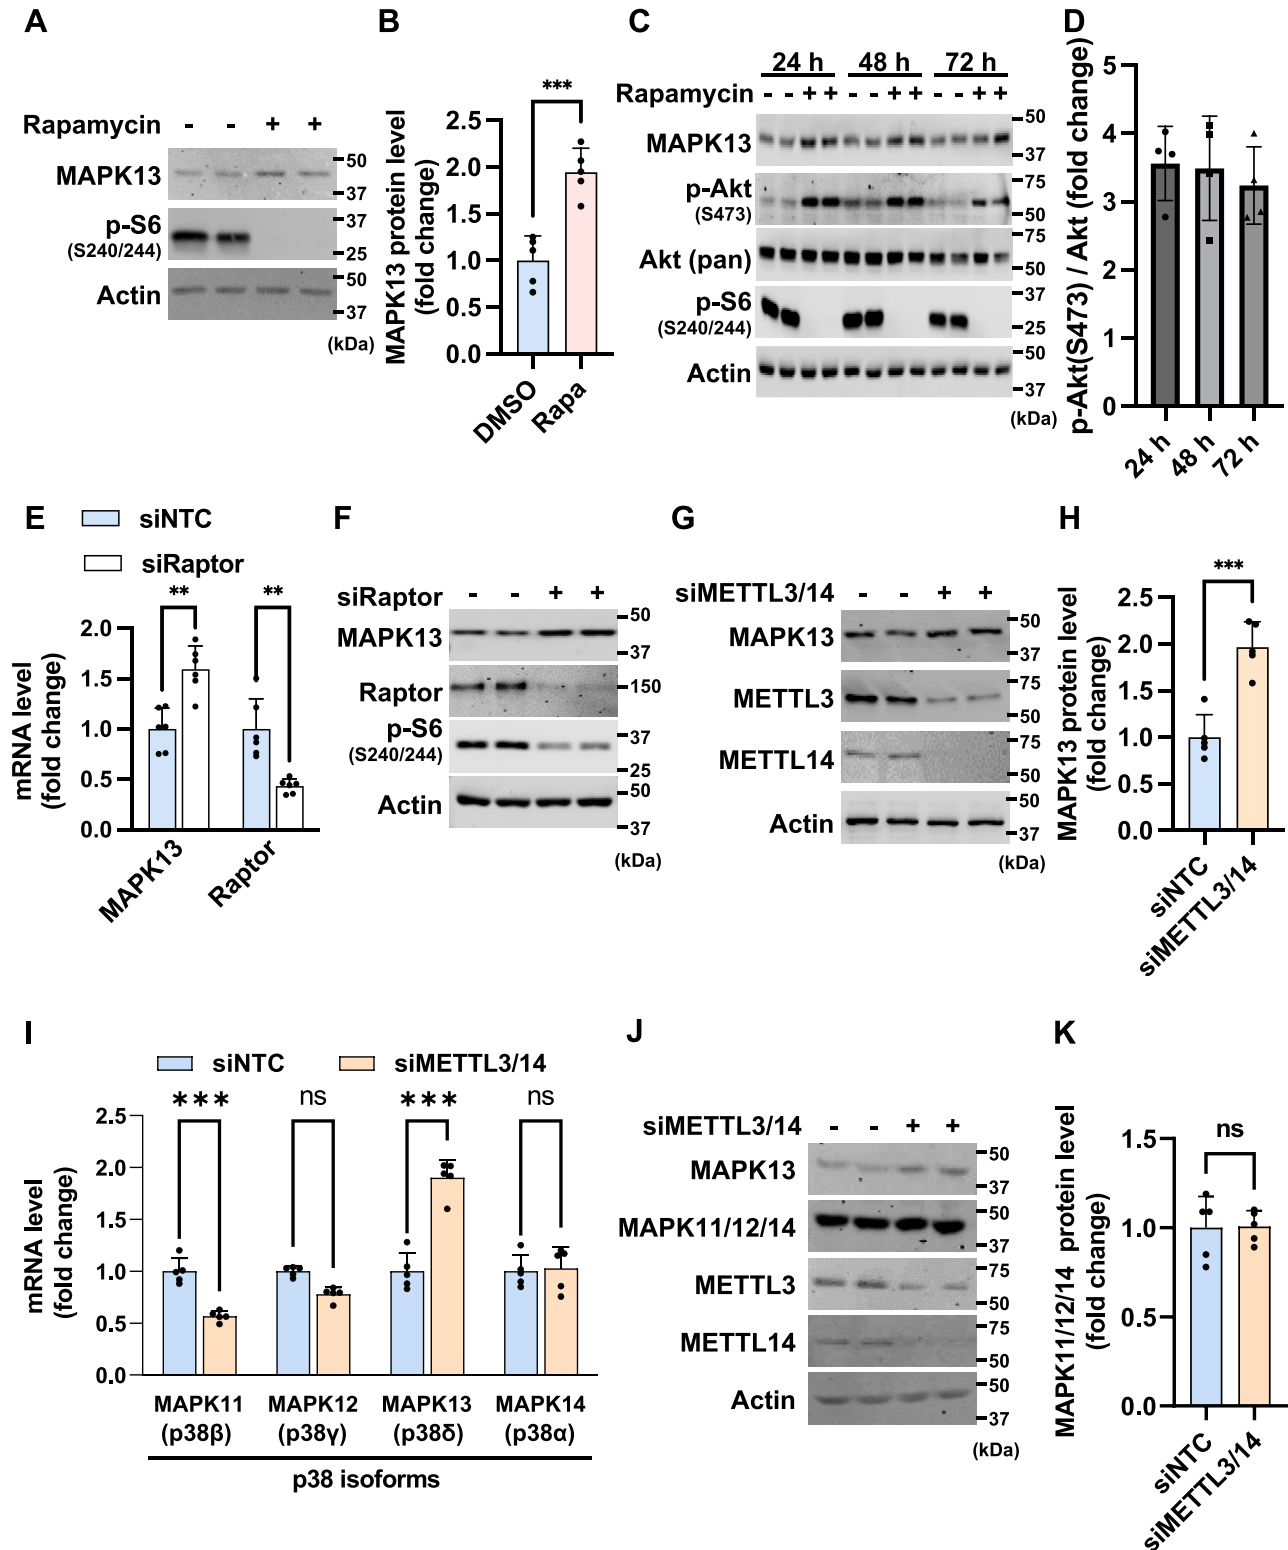 A
Rapamycin - - + +
MAPK13
50
37
p-S6
(S240/244)
37
25
Actin
50
37
(kDa)
B
***
MAPK13 protein level
(fold change)
2.5
2.0
1.5
1.0
0.5
0.0
DMSO
Rapa
C
24 h 48 h 72 h
Rapamycin - - + + - - + + - - + +
MAPK13
50
37
p-Akt
(S473)
75
50
Akt (pan)
75
50
p-S6
(S240/244)
37
25
Actin
50
37
(kDa)
D
p-Akt(S473) / Akt (fold change)
5
4
3
2
1
0
24 h
48 h
72 h
E
siNTC
siRaptor
** **
mRNA level
(fold change)
2.0
1.5
1.0
0.5
0.0
MAPK13
Raptor
F
siRaptor - - + +
MAPK13
50
37
Raptor
150
p-S6
(S240/244)
37
25
Actin
50
37
(kDa)
G
siMETTL3/14 - - + +
MAPK13
50
37
METTL3
75
50
METTL14
75
50
Actin
50
37
(kDa)
H
***
MAPK13 protein level
(fold change)
2.5
2.0
1.5
1.0
0.5
0.0
siNTC
siMETTL3/14
I
siNTC siMETTL3/14
*** ns *** ns
mRNA level
(fold change)
2.5
2.0
1.5
1.0
0.5
0.0
MAPK11 MAPK12 MAPK13 MAPK14
(p38β) (p38γ) (p38δ) (p38α)
p38 isoforms
J
siMETTL3/14 - - + +
MAPK13
50
37
MAPK11/12/14
50
37
METTL3
75
50
METTL14
75
50
Actin
50
37
(kDa)
K
ns
MAPK11/12/14 protein level
(fold change)
1.5
1.0
0.5
0.0
siNTC
siMETTL3/14